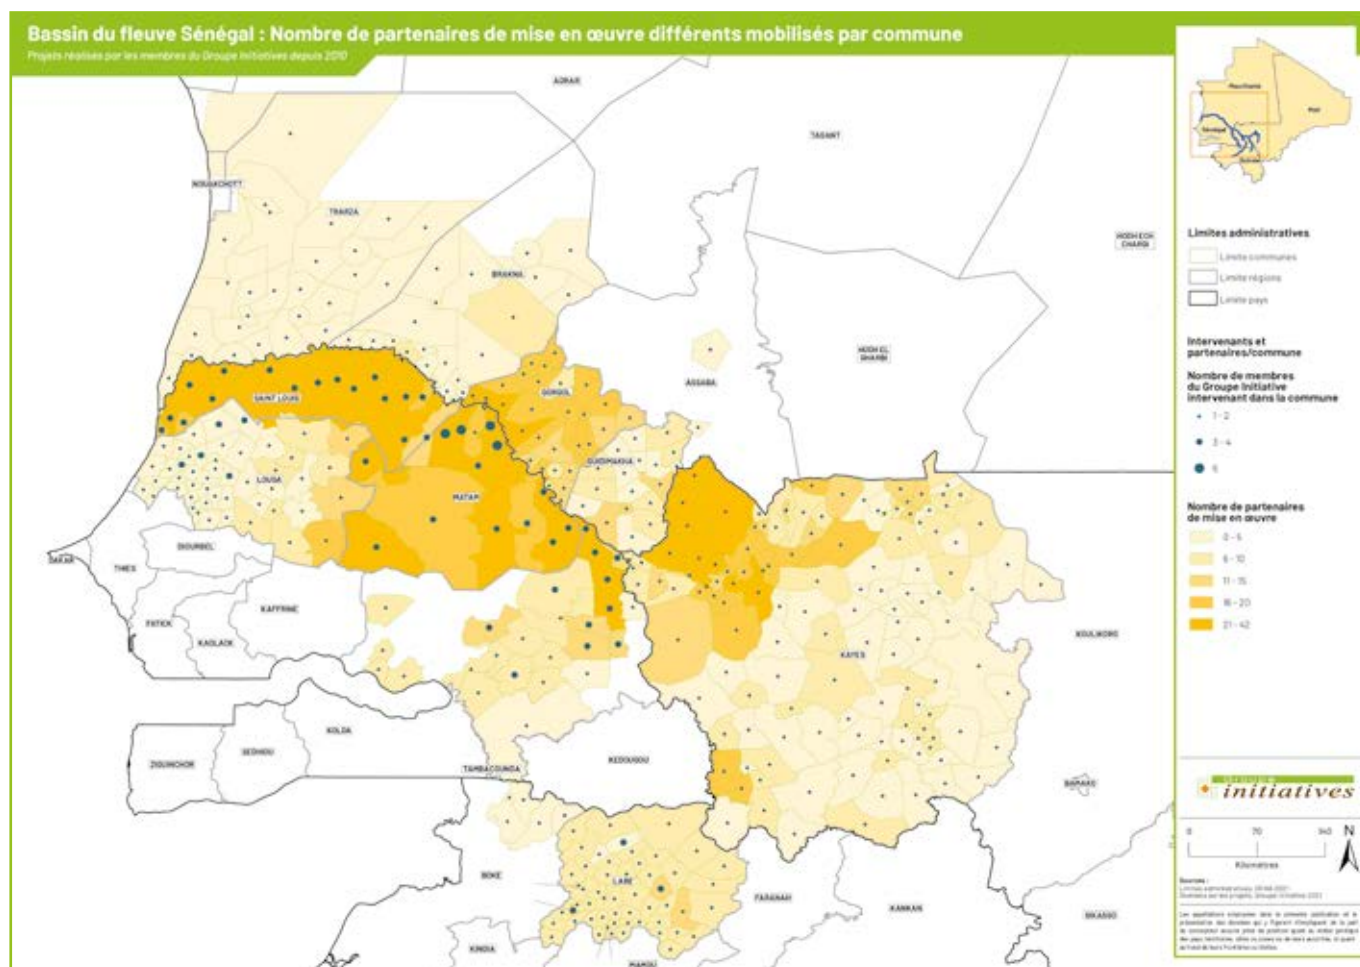 Bassin du fleuve Sénégal : Nombre de partenaires de mise en œuvre différents mobilisés par commune
Projets réalisés par les membres du Groupe Initiatives depuis 2010
ADRAR
TAGANT
NOUAKCHOTT
TRARZA
HODH ECH
CHARGI
BRAKNA
HODH EL
GHARBI
ASSABA
GORGOL
SAINT LOUIS
GUIDIMAKHA
LOUGA
MATAM
DIOURBEL
DAKAR
THIES
KAFFRINE
FATICK
KAOLACK
KOULIKORO
KAYES
KOLDA
SEDHIOU
ZIGUINCHOR
TAMBACOUNDA
KEDOUGOU
BAMAKO
BOKE
LABE
FARANAH
KANKAN
SIKASSO
KINDIA
MAMOU
Mauritanie
Mali
Sénégal
Guinée
Limites administratives
Limite communes
Limite régions
Limite pays
Intervenants et
partenaires/commune
Nombre de membres
du Groupe Initiative
intervenant dans la commune
1 - 2
3 - 4
6
Nombre de partenaires
de mise en œuvre
0 - 5
6 - 10
11 - 15
16 - 20
21 - 42
groupe
initiatives
0 70 140 N
Kilomètres
Sources :